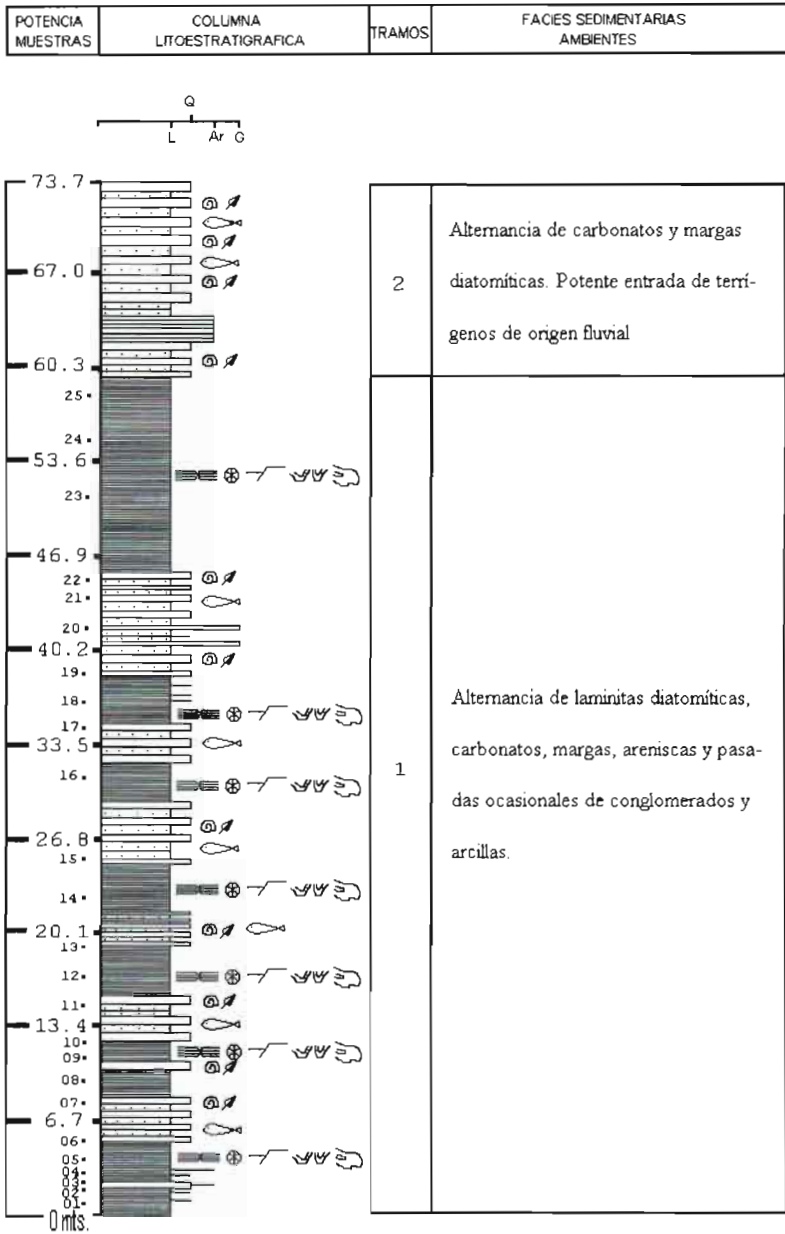 POTENCIA
MUESTRAS
COLUMNA
LITOESTRATIGRAFICA
TRAMOS
FACIES SEDIMENTARIAS
AMBIENTES
Q
L Ar G
73.7
67.0
60.3
25
24
53.6
23
46.9
22
21
20
40.2
19
18
17
33.5
16
26.8
15
14
20.1
13
12
11
13.4
10
09
08
07
6.7
06
05
04
03
02
01
0 mts.
2
Alternancia de carbonatos y margas
diatomíticas. Potente entrada de terrí-
genos de origen fluvial
1
Alternancia de laminitas diatomíticas,
carbonatos, margas, areniscas y pasa-
das ocasionales de conglomerados y
arcillas.